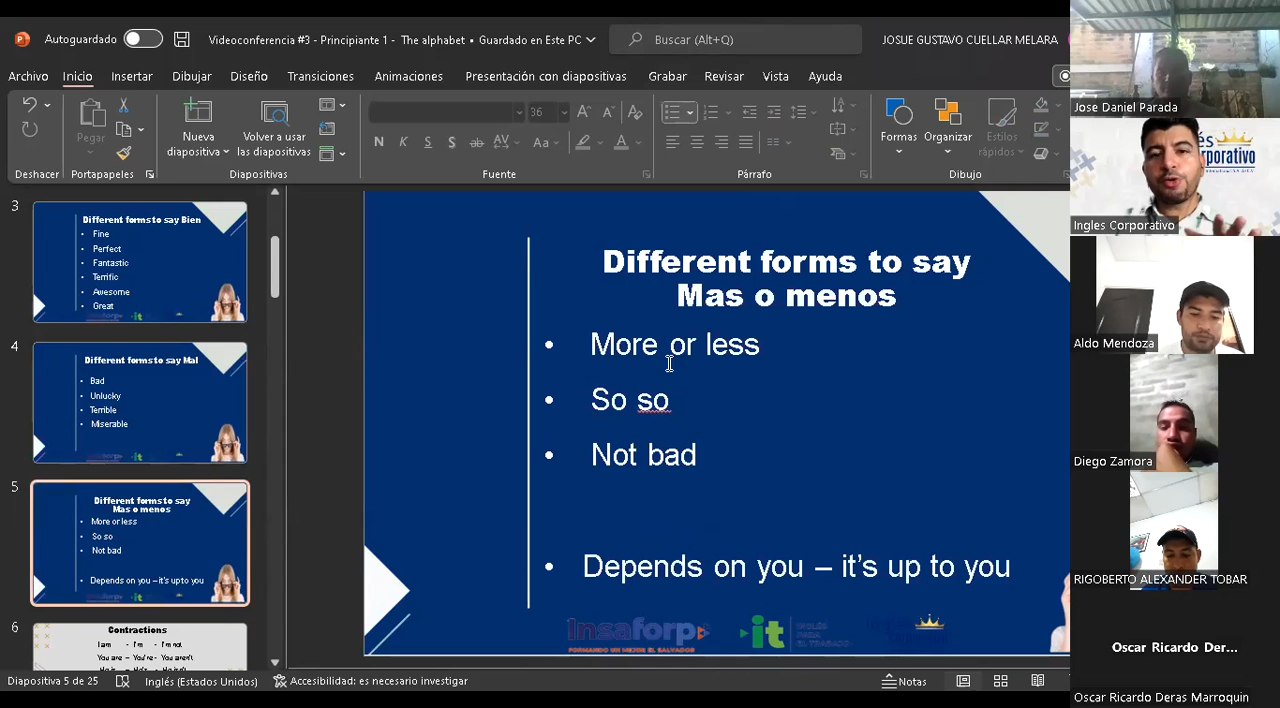 Autoguardado
Videoconferencia #3 - Principiante 1 - The alphabet • Guardado en Este PC
Buscar (Alt+Q)
JOSUE GUSTAVO CUELLAR MELARA
Archivo Inicio Insertar Dibujar Diseño Transiciones Animaciones Presentación con diapositivas Grabar Revisar Vista Ayuda
Pegar
Nueva diapositiva
Volver a usar las diapositivas
36
N K S S ab AV Aa A
Formas
Organizar
Estilos rápidos
Deshacer Portapapeles Diapositivas Fuente Párrafo Dibujo
3
Different forms to say Bien
• Fine
• Perfect
• Fantastic
• Terrific
• Awesome
• Great
4
Different forms to say Mal
• Bad
• Unlucky
• Terrible
• Miserable
5
Different forms to say
Mas o menos
• More or less
• So so
• Not bad
• Depends on you – it's up to you
6
Contractions
I am - I'm - I'm not
You are – You're - You aren't
Different forms to say
Mas o menos
• More or less
• So so
• Not bad
• Depends on you – it's up to you
Insaforp
FORMANDO UN MEJOR EL SALVADOR
it
INGLÉS
PARA
EL TRABAJO
Diapositiva 5 de 25
Inglés (Estados Unidos)
Accesibilidad: es necesario investigar
Notas
Jose Daniel Parada
és
rporativo
Ingles Corporativo
Aldo Mendoza
Diego Zamora
RIGOBERTO ALEXANDER TOBAR
Oscar Ricardo Der...
Oscar Ricardo Deras Marroquin